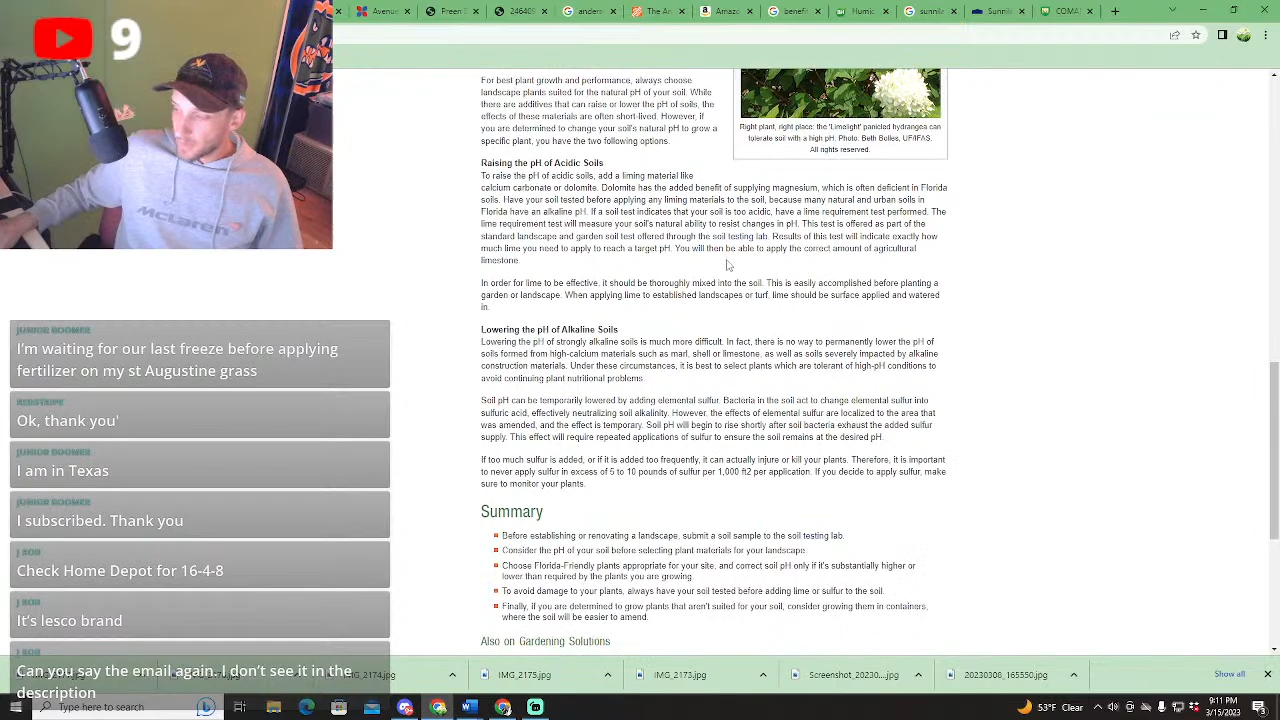 9
Avenu
Preen
246409
anders
The An
Amaz
benefi
Humic
sunnil
Sunnil
COMA
For best plant growth and performance, always choose
landscape plants suited for the natural pH of your soil. While
there are additives that can raise or lower the pH of soils, the
effects of these materials are often short-lived. However, if
you are determined to change your soil's natural pH to grow a
specific plant, you have the two following options.
Right plant, right place: the 'Limelight' panicled hydrangea can
tolerate soil with a high pH. Photo: Beth Bolles, UF/IFAS.
All rights reserved.
Raising the pH of Acidic Soils
To raise the pH of acidic soils, add a liming material like
calcium carbonate or dolomite. Dolomite has the added benefit of supplying magnesium, which is often deficient in Florida
soils. Have your soil tested before applying any liming materials to the soil, because many natural and urban soils in
Florida have an alkaline pH. If a soil test indicates that your soil is too acidic, have a lime requirement test performed. The
lime requirement test will measure your soil's natural ability to resist changes in pH. This test is offered as part of the
standard landscape and garden soil test offered through the soil testing lab. Results of this test will indicate exactly how
much lime you need to apply to reach a target pH. You will then be able to apply the correct amount of agricultural
limestone.
In order for lime to be effective, it should be thoroughly mixed into the soil. This is easily accomplished before planting a
garden or landscape. When applying lime to established landscapes or turf, lime should be surface applied and watered
in.
Lowering the pH of Alkaline Soils
Lowering the pH of strongly alkaline soils is much more difficult. In fact, there is no way to permanently lower the pH of
soils formed from high-calcium materials such as marl, shell or limestone, as well as soils severely impacted by alkaline
construction materials. Under these circumstances, it is best to select plants which are tolerant of high-pH conditions to
avoid continuing plant nutritional problems.
Soil pH can be temporarily lowered by adding elemental sulfur. Bacteria in the soil act to change elemental sulfur into
sulfuric acid, effectively neutralizing soil alkalinity. However, the effects of elemental sulfur are localized to the area that
was amended, and the effect is temporary. Soil pH will begin to rise shortly after soil bacteria exhaust the added sulfur
supply. This effect will require repeated applications of sulfur to ensure the soil remains at the desired pH.
If too much sulfur is added, or if it is added too frequently, it can actually injure or kill your plants. Therefore, it is important
to never apply sulfur in excess of 5 to 10 pounds of sulfur per 1,000 ft2 per application. If you decide to apply sulfur, make
sure to monitor your plants.
Summary
Before establishing or renovating a landscape, submit a soil sample to the soil testing lab.
Consider the pH of your soil before selecting plant materials for your landscape.
Choose Florida-Friendly plants appropriate for your site, and correct soil pH only if it's substantially higher or
lower than required by the plants you are growing.
To avoid damage to your plants, always have your soil tested before adding lime or sulfur to the soil.
Finally, if you are determined to grow plants that aren't suited for your soil, consider growing them in containers,
where the soil will be easier to amend.
Also on Gardening Solutions
McLaren
JUNIOR BOOMER
I'm waiting for our last freeze before applying
fertilizer on my st Augustine grass
REDSTRIPE
Ok, thank you'
JUNIOR BOOMER
I am in Texas
JUNIOR BOOMER
I subscribed. Thank you
J ROB
Check Home Depot for 16-4-8
J ROB
It's lesco brand
J ROB
Can you say the email again. I don't see it in the
description
IMG_2174.jpg
IMG_2175.jpg
IMG_2173.jpg
Screenshot_20230....jpg
20230308_165550.jpg
Show all
Type here to search
53°F Clear
9:11 PM
3/15/2023